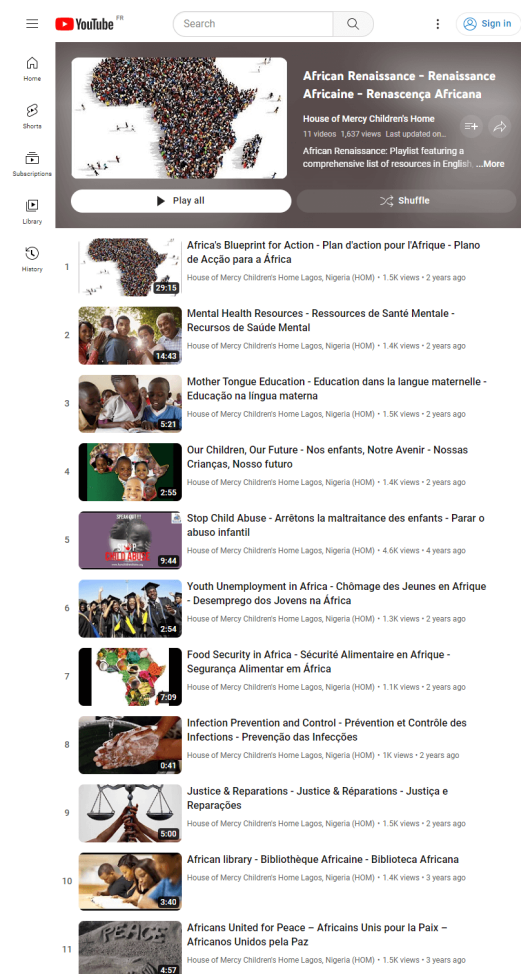 YouTube FR
Search
Sign in
Home
Shorts
Subscriptions
Library
History
African Renaissance - Renaissance
Africaine - Renascença Africana
House of Mercy Children's Home
11 videos 1,637 views Last updated on...
African Renaissance: Playlist featuring a
comprehensive list of resources in English, ...More
Play all
Shuffle
1
29:15
Africa's Blueprint for Action - Plan d'action pour l'Afrique - Plano
de Acção para a África
House of Mercy Children's Home Lagos, Nigeria (HOM) • 1.5K views • 2 years ago
2
14:43
Mental Health Resources - Ressources de Santé Mentale -
Recursos de Saúde Mental
House of Mercy Children's Home Lagos, Nigeria (HOM) • 1.4K views • 2 years ago
3
5:21
Mother Tongue Education - Education dans la langue maternelle -
Educação na língua materna
House of Mercy Children's Home Lagos, Nigeria (HOM) • 1.5K views • 2 years ago
4
2:55
Our Children, Our Future - Nos enfants, Notre Avenir - Nossas
Crianças, Nosso futuro
House of Mercy Children's Home Lagos, Nigeria (HOM) • 1.4K views • 2 years ago
5
SPEAK OUT!!!
STOP
CHILD ABUSE
9:44
Stop Child Abuse - Arrêtons la maltraitance des enfants - Parar o
abuso infantil
House of Mercy Children's Home Lagos, Nigeria (HOM) • 4.6K views • 4 years ago
6
2:54
Youth Unemployment in Africa - Chômage des Jeunes en Afrique
- Desemprego dos Jovens na África
House of Mercy Children's Home Lagos, Nigeria (HOM) • 1.3K views • 2 years ago
7
7:09
Food Security in Africa - Sécurité Alimentaire en Afrique -
Segurança Alimentar em África
House of Mercy Children's Home Lagos, Nigeria (HOM) • 1.1K views • 2 years ago
8
0:41
Infection Prevention and Control - Prévention et Contrôle des
Infections - Prevenção das Infecções
House of Mercy Children's Home Lagos, Nigeria (HOM) • 1K views • 2 years ago
9
5:00
Justice & Reparations - Justice & Réparations - Justiça e
Reparações
House of Mercy Children's Home Lagos, Nigeria (HOM) • 1.5K views • 2 years ago
10
3:40
African library - Bibliothèque Africaine - Biblioteca Africana
House of Mercy Children's Home Lagos, Nigeria (HOM) • 1.4K views • 3 years ago
11
PEACE
4:57
Africans United for Peace – Africains Unis pour la Paix –
Africanos Unidos pela Paz
House of Mercy Children's Home Lagos, Nigeria (HOM) • 1.5K views • 3 years ago